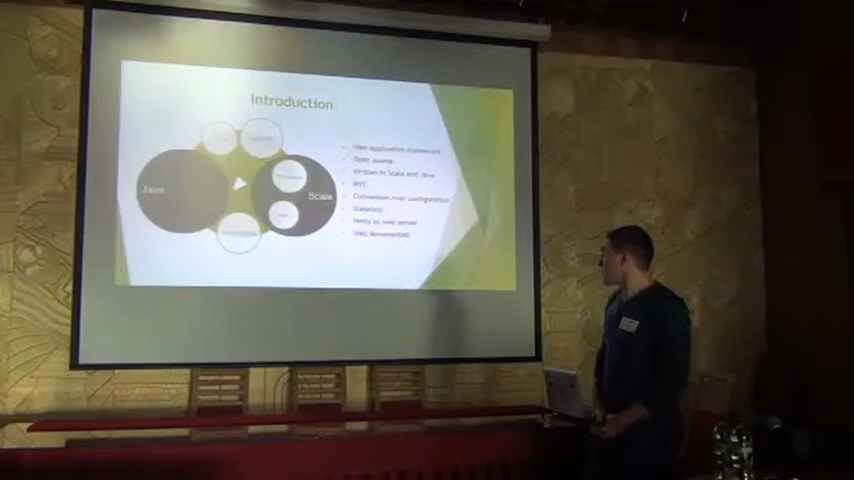 Introduction
Java
Scala
Web application framework
Open source
Written in Scala and Java
MVC
Convention over configuration
Stateless
Netty as web server
Well documented